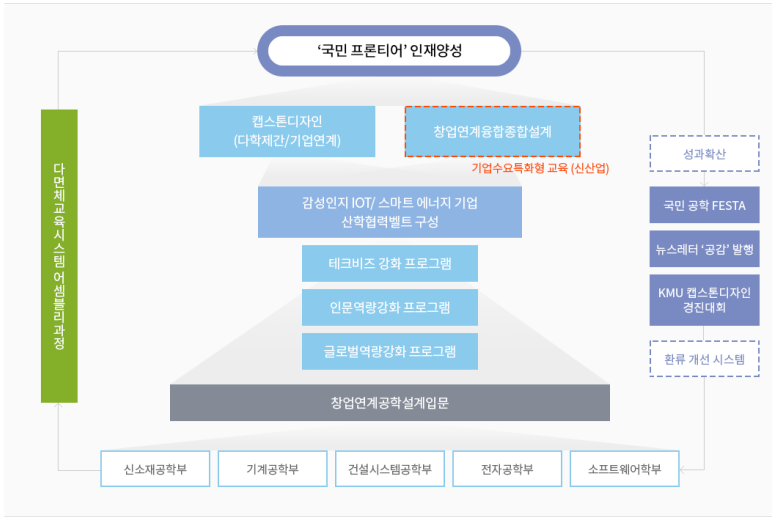 ‘국민 프론티어’ 인재양성
캡스톤디자인
(다학제간/기업연계)
창업연계융합종합설계
기업수요특화형 교육 (신산업)
감성인지 IOT/ 스마트 에너지 기업
산학협력벨트 구성
테크비즈 강화 프로그램
인문역량강화 프로그램
글로벌역량강화 프로그램
창업연계공학설계입문
신소재공학부
기계공학부
건설시스템공학부
전자공학부
소프트웨어학부
다면체교육시스템 어셈블리과정
성과확산
국민 공학 FESTA
뉴스레터 ‘공감’ 발행
KMU 캡스톤디자인
경진대회
환류 개선 시스템